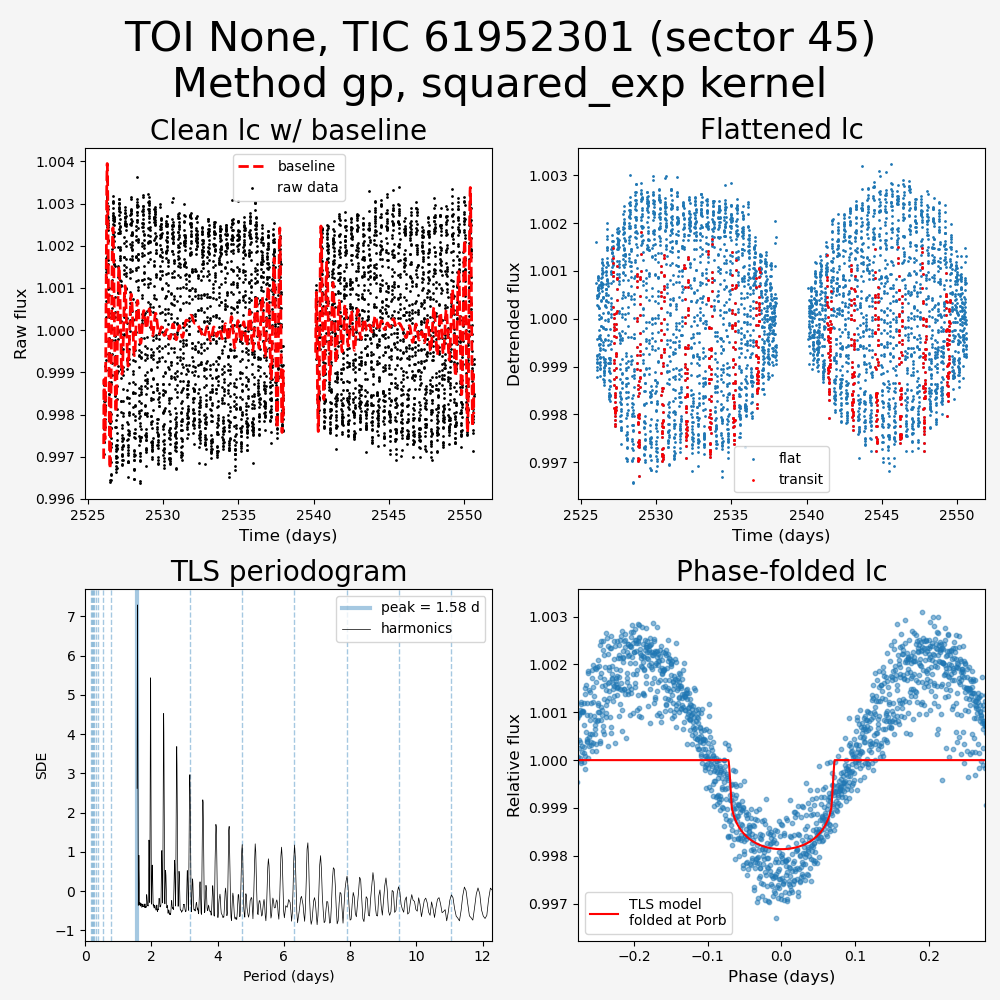 TOI None, TIC 61952301 (sector 45)
Method gp, squared_exp kernel
Clean lc w/ baseline
Raw flux
1.004
1.003
1.002
1.001
1.000
0.999
0.998
0.997
0.996
baseline
raw data
2525
2530
2535
2540
2545
2550
Time (days)
Flattened lc
Detrended flux
1.003
1.002
1.001
1.000
0.999
0.998
0.997
flat
transit
2525
2530
2535
2540
2545
2550
Time (days)
TLS periodogram
SDE
7
6
5
4
3
2
1
0
−1
peak = 1.58 d
harmonics
0
2
4
6
8
10
12
Period (days)
Phase-folded lc
Relative flux
1.003
1.002
1.001
1.000
0.999
0.998
0.997
TLS model
folded at Porb
−0.2
−0.1
0.0
0.1
0.2
Phase (days)